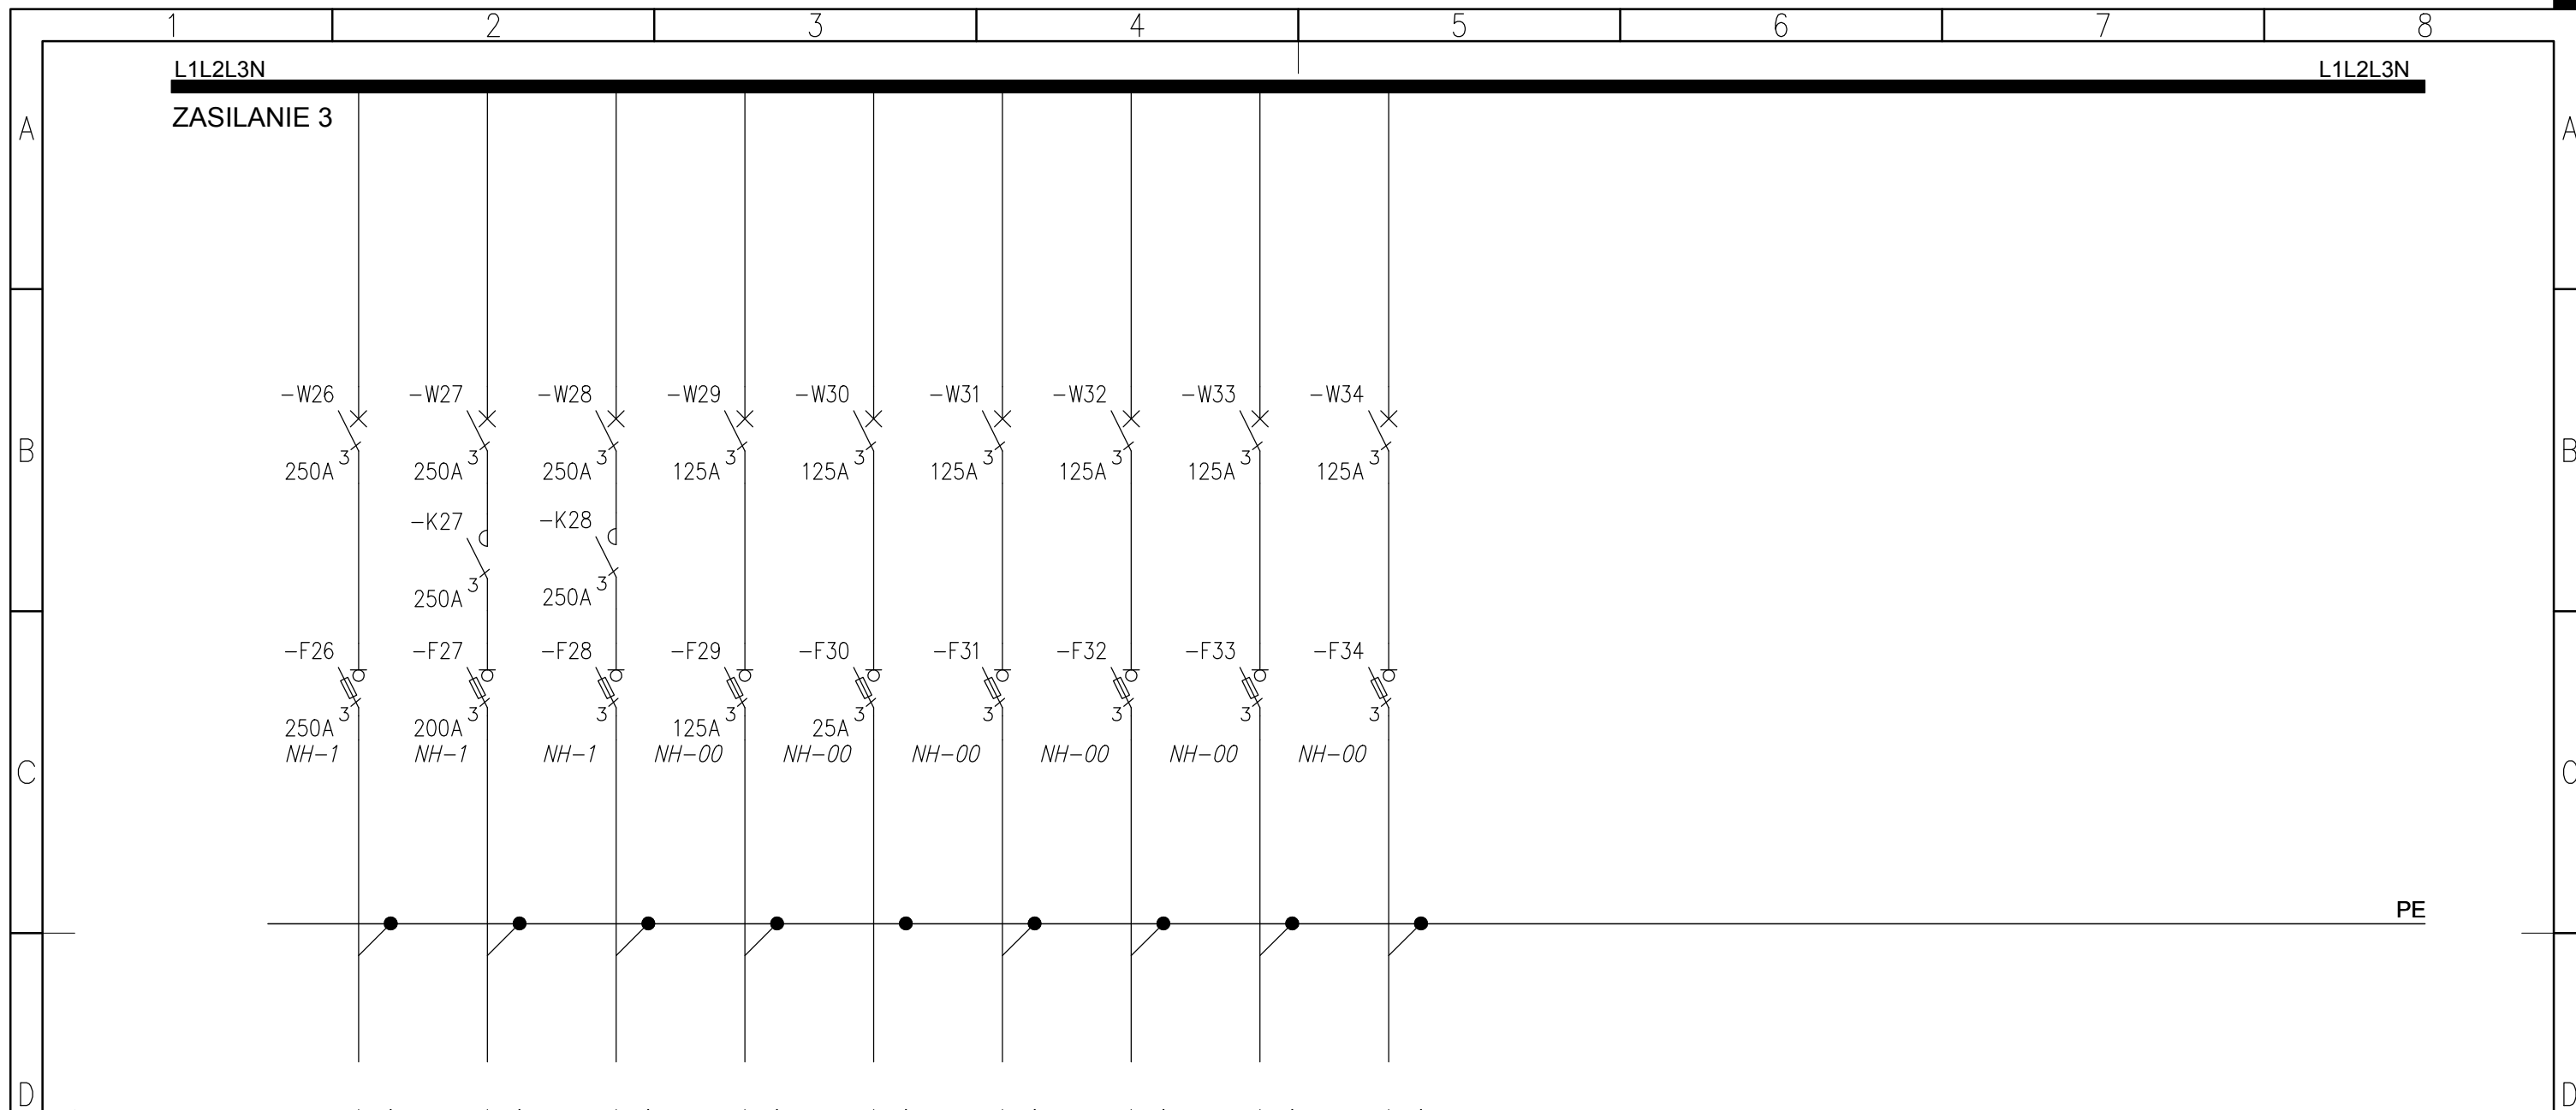 1 2 3 4 5 6 7 8
L1L2L3N L1L2L3N
ZASILANIE 3
A A
-W26 -W27 -W28 -W29 -W30 -W31 -W32 -W33 -W34
B 3 3 3 3 3 3 3 3 3 B
250A 250A 250A 125A 125A 125A 125A 125A 125A
-K27 -K28
3 3
250A 250A
-F26 -F27 -F28 -F29 -F30 -F31 -F32 -F33 -F34
3 3 3 3 3 3 3 3 3
250A 200A 125A 25A
NH-1 NH-1 NH-1 NH-00 NH-00 NH-00 NH-00 NH-00 NH-00
C C
PE
D D